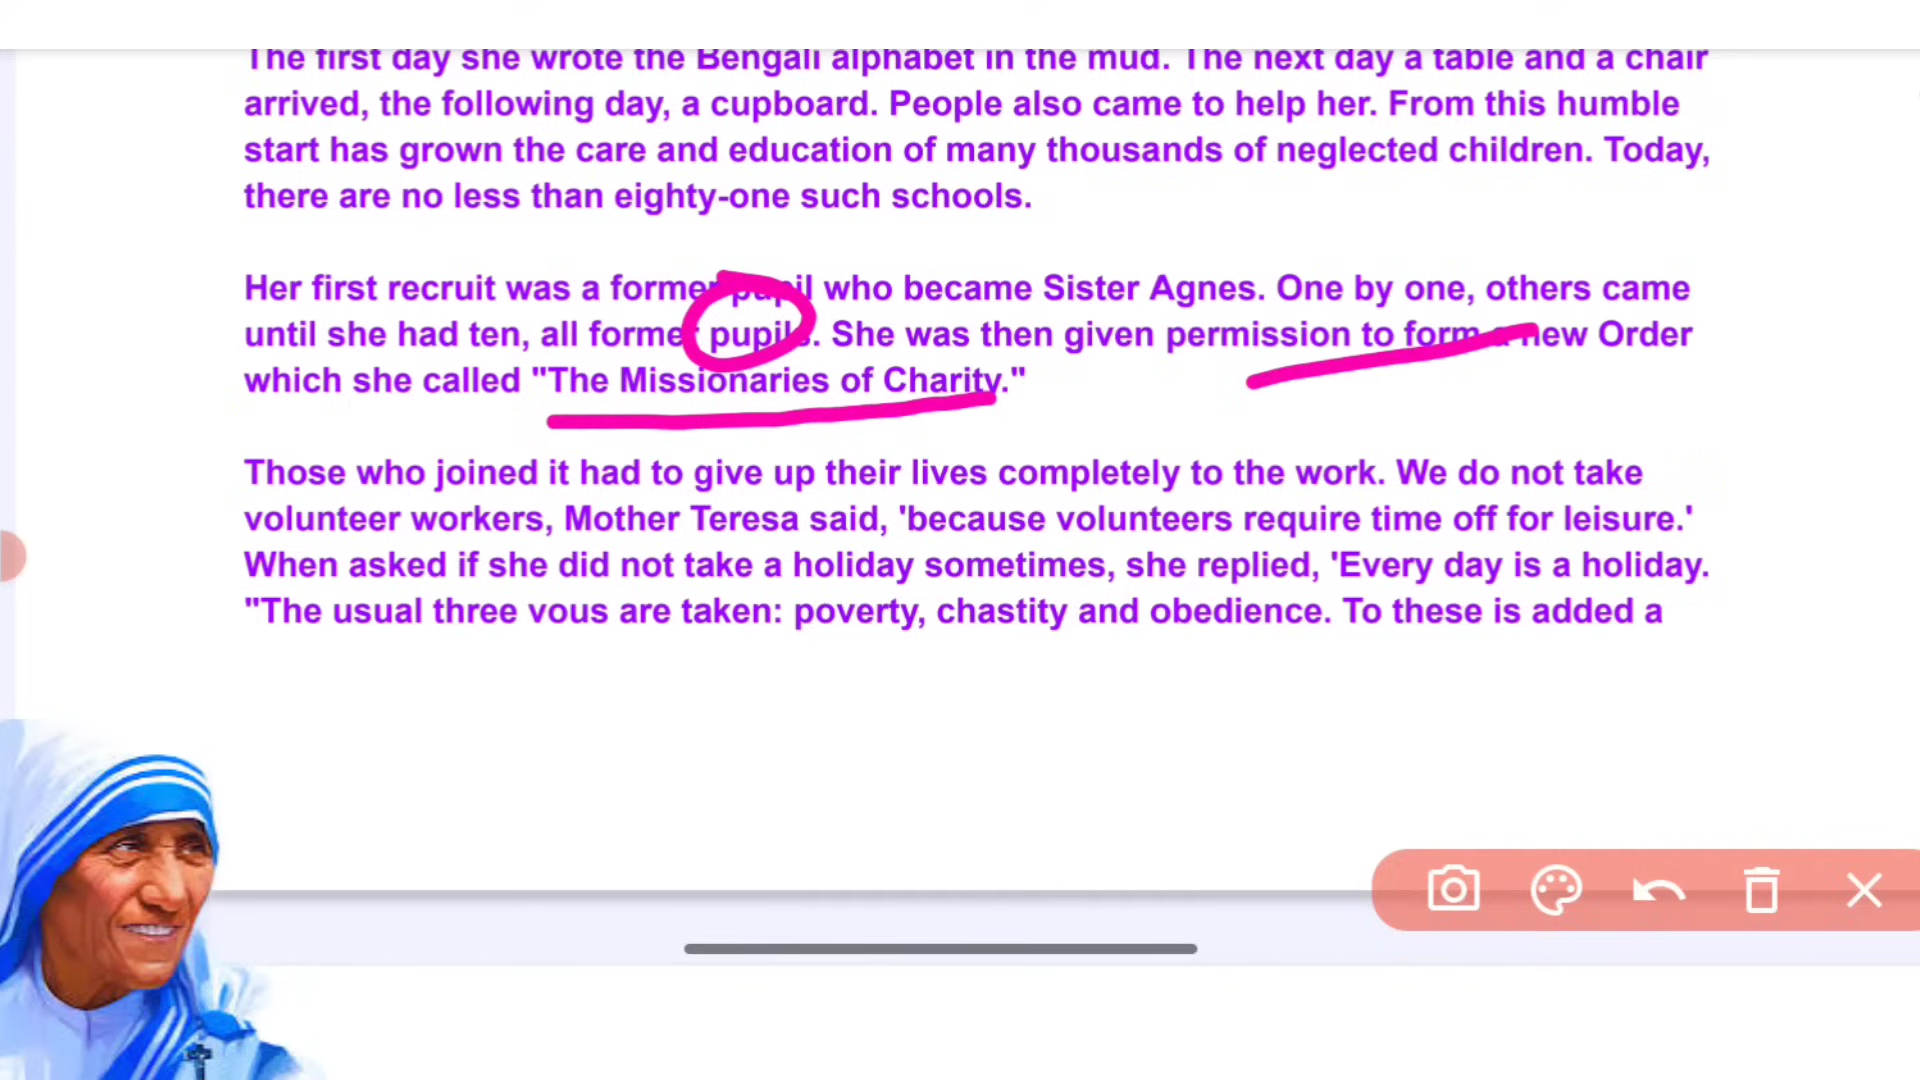 The first day she wrote the Bengali alphabet in the mud. The next day a table and a chair
arrived, the following day, a cupboard. People also came to help her. From this humble
start has grown the care and education of many thousands of neglected children. Today,
there are no less than eighty-one such schools.
Her first recruit was a former pupil who became Sister Agnes. One by one, others came
until she had ten, all former pupils. She was then given permission to form a new Order
which she called "The Missionaries of Charity."
Those who joined it had to give up their lives completely to the work. We do not take
volunteer workers, Mother Teresa said, 'because volunteers require time off for leisure.'
When asked if she did not take a holiday sometimes, she replied, 'Every day is a holiday.
"The usual three vous are taken: poverty, chastity and obedience. To these is added a